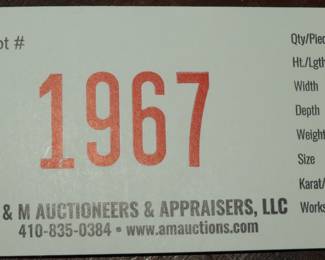 ot #
1967
& M AUCTIONEERS & APPRAISERS, LLC
410-835-0384 • www.amauctions.com
Qty/Piec
Ht./Lgth
Width
Depth
Weight
Size
Karat/
Works